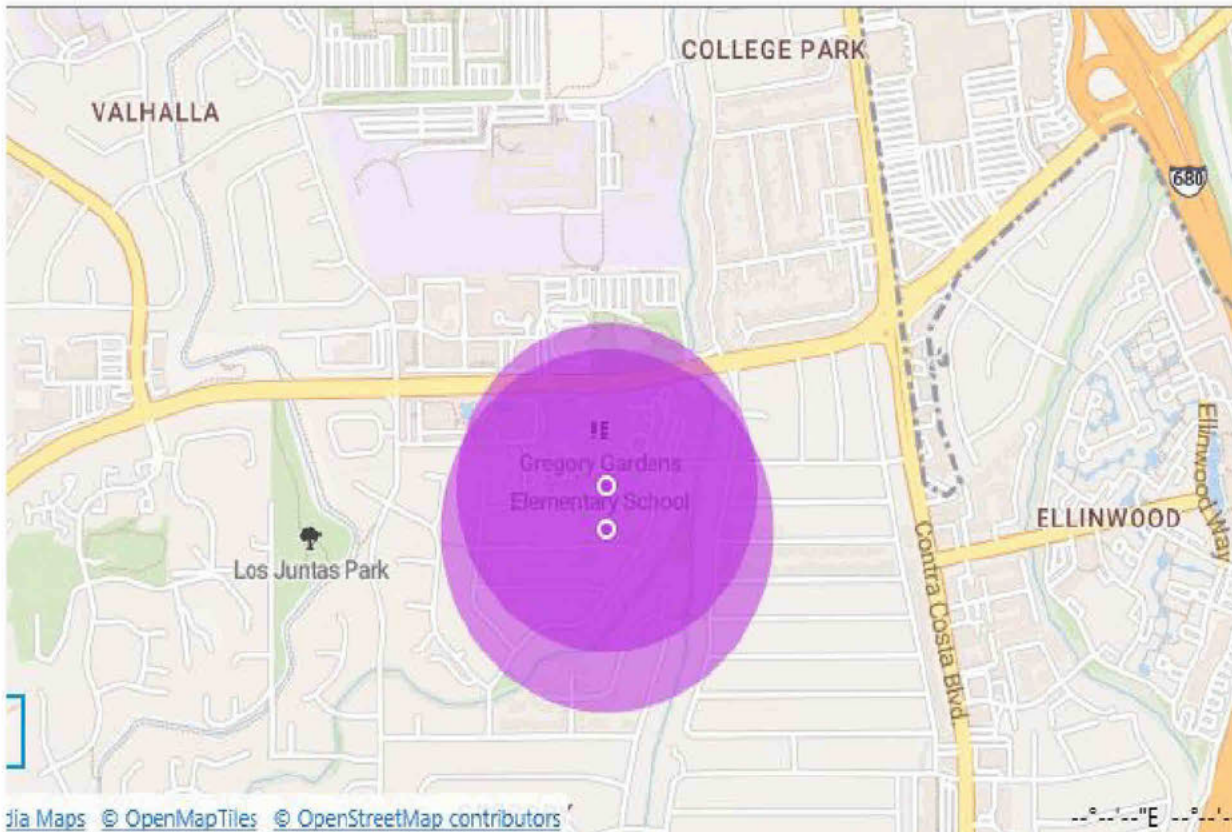 COLLEGE PARK
VALHALLA
680
Gregory Gardens
Elementary School
Los Juntas Park
ELLINWOOD
Ellinwood Way
Contra Costa Blvd.
dia Maps © OpenMapTiles © OpenStreetMap contributors
--°--'--"E --°--'-